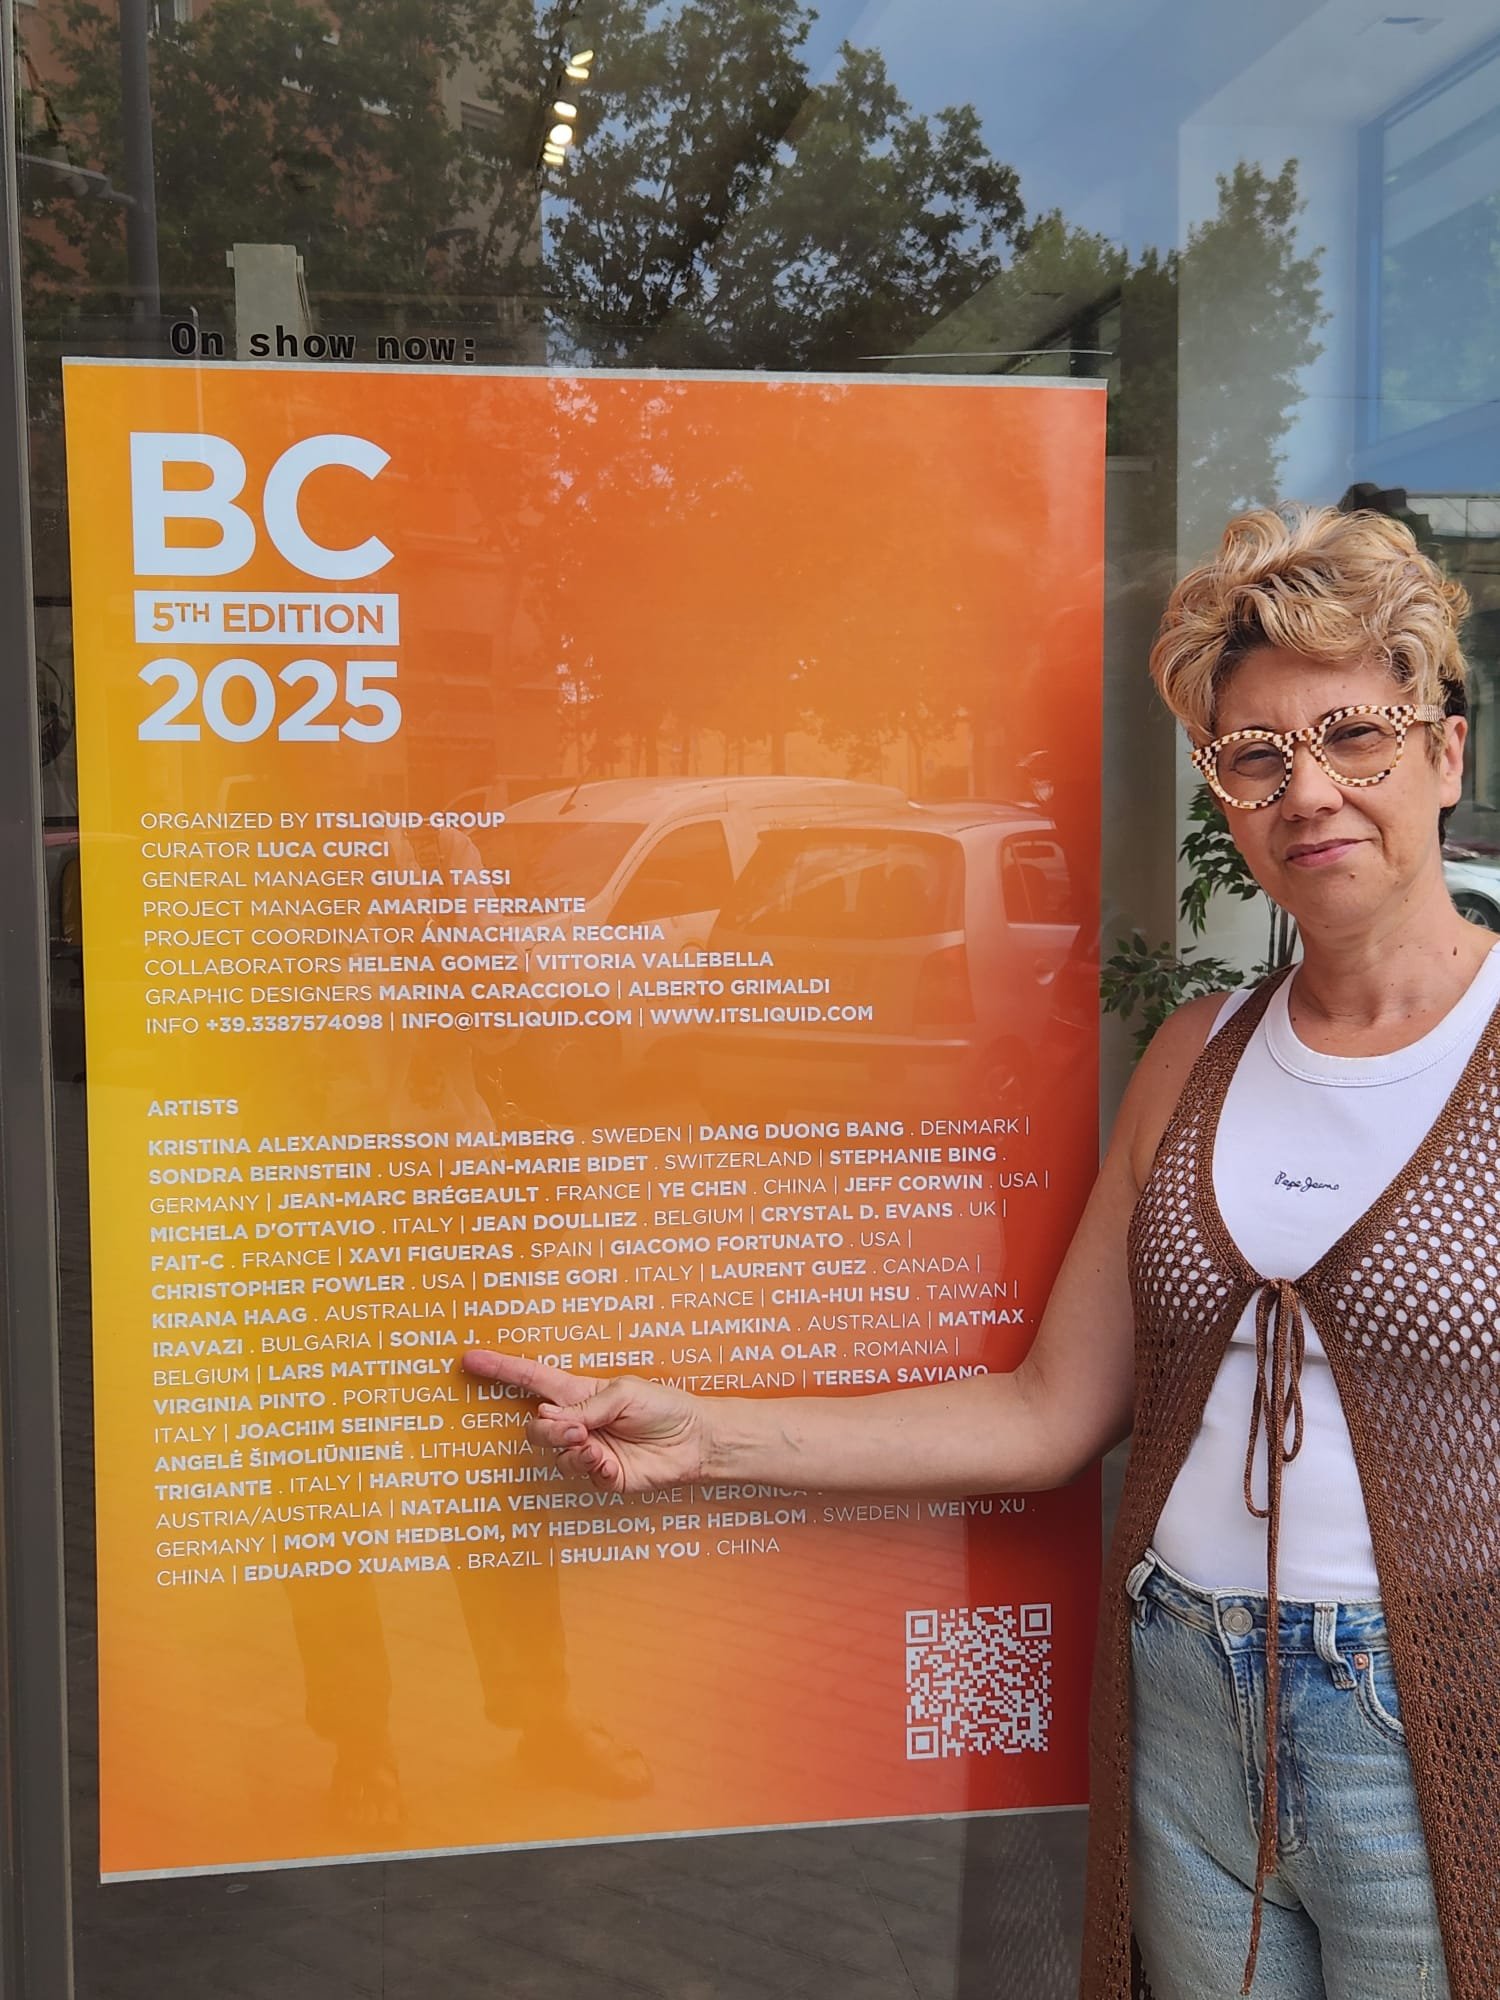 On show now:
BC
5TH EDITION
2025
ORGANIZED BY ITSLIQUID GROUP
CURATOR LUCA CURCI
GENERAL MANAGER GIULIA TASSI
PROJECT MANAGER AMARIDE FERRANTE
PROJECT COORDINATOR ANNACHIARA RECCHIA
COLLABORATORS HELENA GOMEZ | VITTORIA VALLEBELLA
GRAPHIC DESIGNERS MARINA CARACCIOLO | ALBERTO GRIMALDI
INFO +39.3387574098 | INFO@ITSLIQUID.COM | WWW.ITSLIQUID.COM
ARTISTS
KRISTINA ALEXANDERSSON MALMBERG . SWEDEN | DANG DUONG BANG . DENMARK |
SONDRA BERNSTEIN . USA | JEAN-MARIE BIDET . SWITZERLAND | STEPHANIE BING .
GERMANY | JEAN-MARC BRÉGEAULT . FRANCE | YE CHEN . CHINA | JEFF CORWIN . USA |
MICHELA D'OTTAVIO . ITALY | JEAN DOULLIEZ . BELGIUM | CRYSTAL D. EVANS . UK |
FAIT-C . FRANCE | XAVI FIGUERAS . SPAIN | GIACOMO FORTUNATO . USA |
CHRISTOPHER FOWLER . USA | DENISE GORI . ITALY | LAURENT GUEZ . CANADA |
KIRANA HAAG . AUSTRALIA | HADDAD HEYDARI . FRANCE | CHIA-HUI HSU . TAIWAN |
IRAVAZI . BULGARIA | SONIA J. . PORTUGAL | JANA LIAMKINA . AUSTRALIA | MATMAX .
BELGIUM | LARS MATTINGLY . | JOE MEISER . USA | ANA OLAR . ROMANIA |
VIRGINIA PINTO . PORTUGAL | SWITZERLAND | TERESA SAVIANO
ITALY | JOACHIM SEINFELD .
ANGELĖ ŠIMOLIŪNIENĖ . LITHUANIA |
TRIGIANTE . ITALY | HARUTO USHIJIMA .
AUSTRIA/AUSTRALIA | NATALIIA VENEROVA . UAE | VERONICA
GERMANY | MOM VON HEDBLOM, MY HEDBLOM, PER HEDBLOM . SWEDEN | WEIYU XU .
CHINA | EDUARDO XUAMBA . BRAZIL | SHUJIAN YOU . CHINA
Pepe Jeans